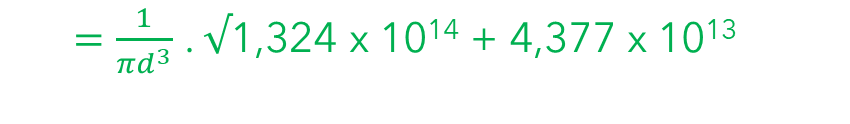 = 1/πd³ . √1,324 x 10¹⁴ + 4,377 x 10¹³